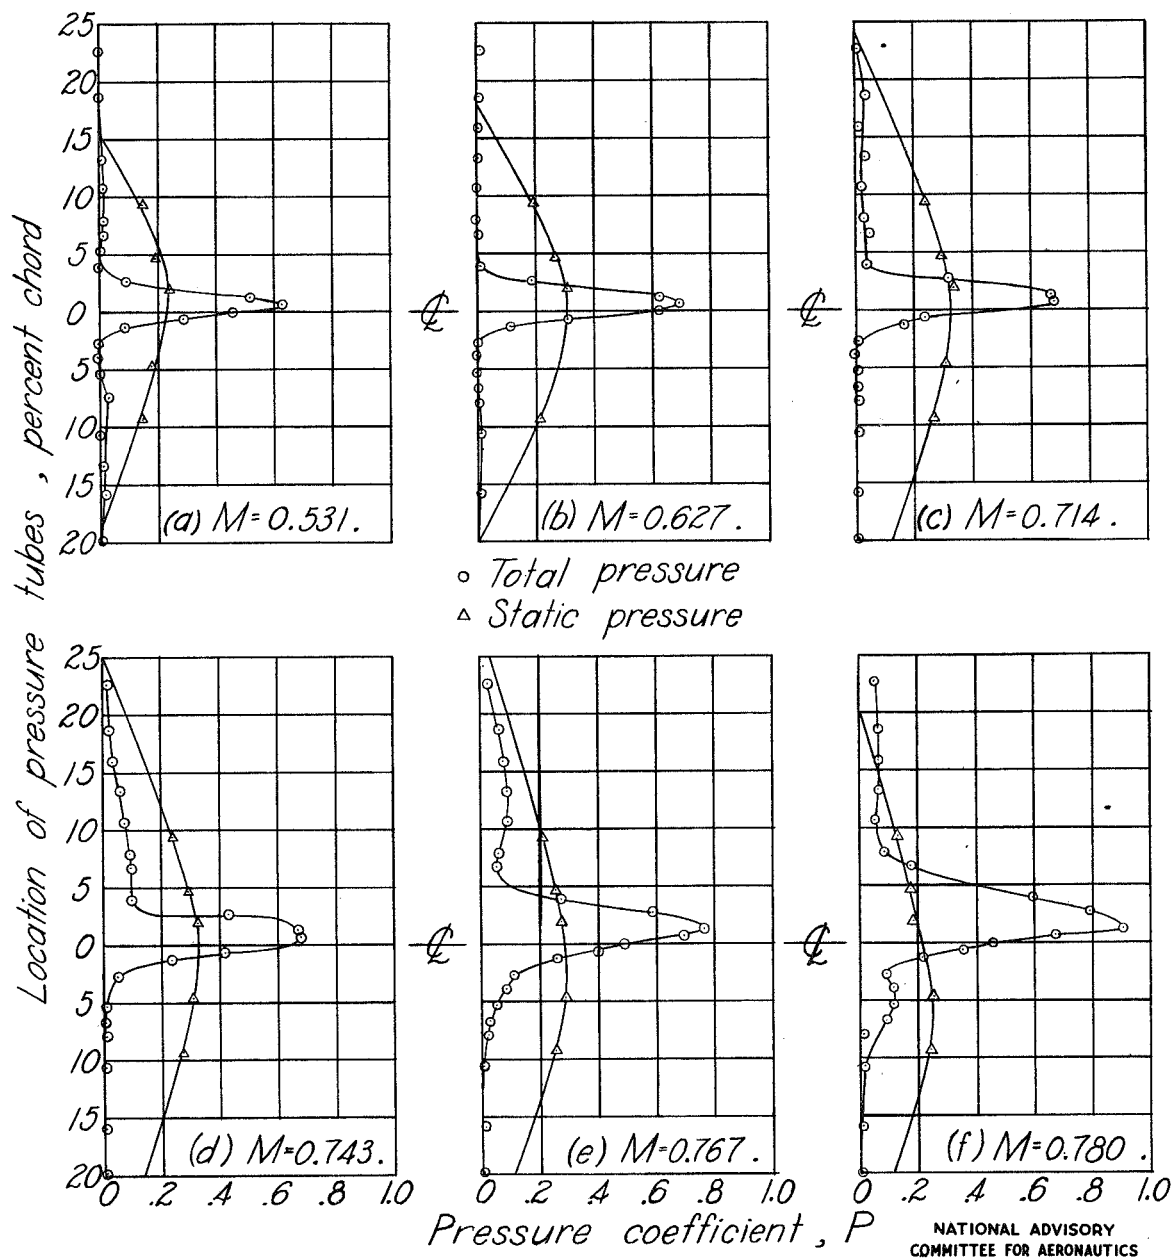 25
20
15
10
5
0
5
10
15
20
Location of pressure tubes, percent chord
(a) M=0.531.
℄
(b) M=0.627.
℄
(c) M=0.714.
○ Total pressure
△ Static pressure
25
20
15
10
5
0
5
10
15
20
(d) M=0.743.
℄
(e) M=0.767.
℄
(f) M=0.780.
0 .2 .4 .6 .8 1.0
0 .2 .4 .6 .8 1.0
0 .2 .4 .6 .8 1.0
Pressure coefficient, P
NATIONAL ADVISORY
COMMITTEE FOR AERONAUTICS